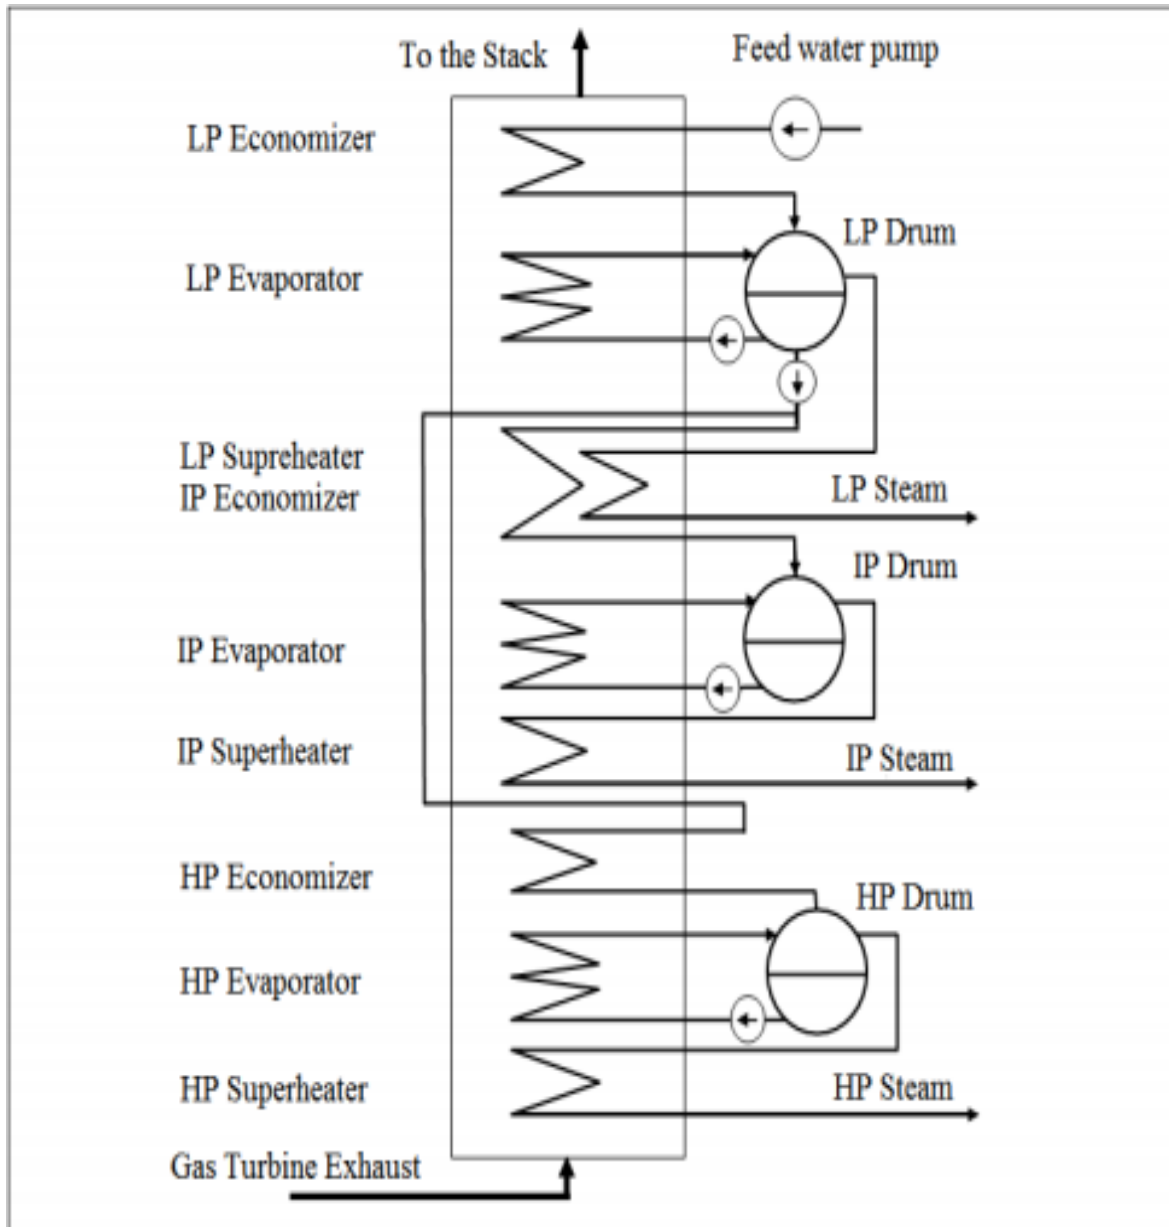 To the Stack
Feed water pump
LP Economizer
LP Drum
LP Evaporator
LP Supreheater
IP Economizer
LP Steam
IP Drum
IP Evaporator
IP Superheater
IP Steam
HP Economizer
HP Drum
HP Evaporator
HP Superheater
HP Steam
Gas Turbine Exhaust